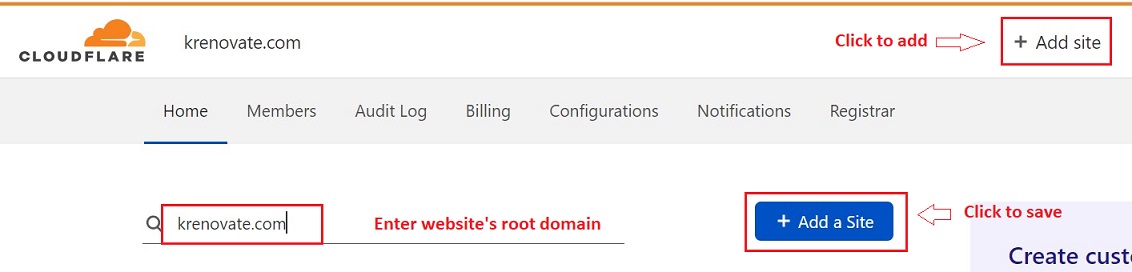 CLOUDFLARE
krenovate.com
Click to add
+ Add site
Home Members Audit Log Billing Configurations Notifications Registrar
krenovate.com
Enter website's root domain
+ Add a Site
Click to save
Create